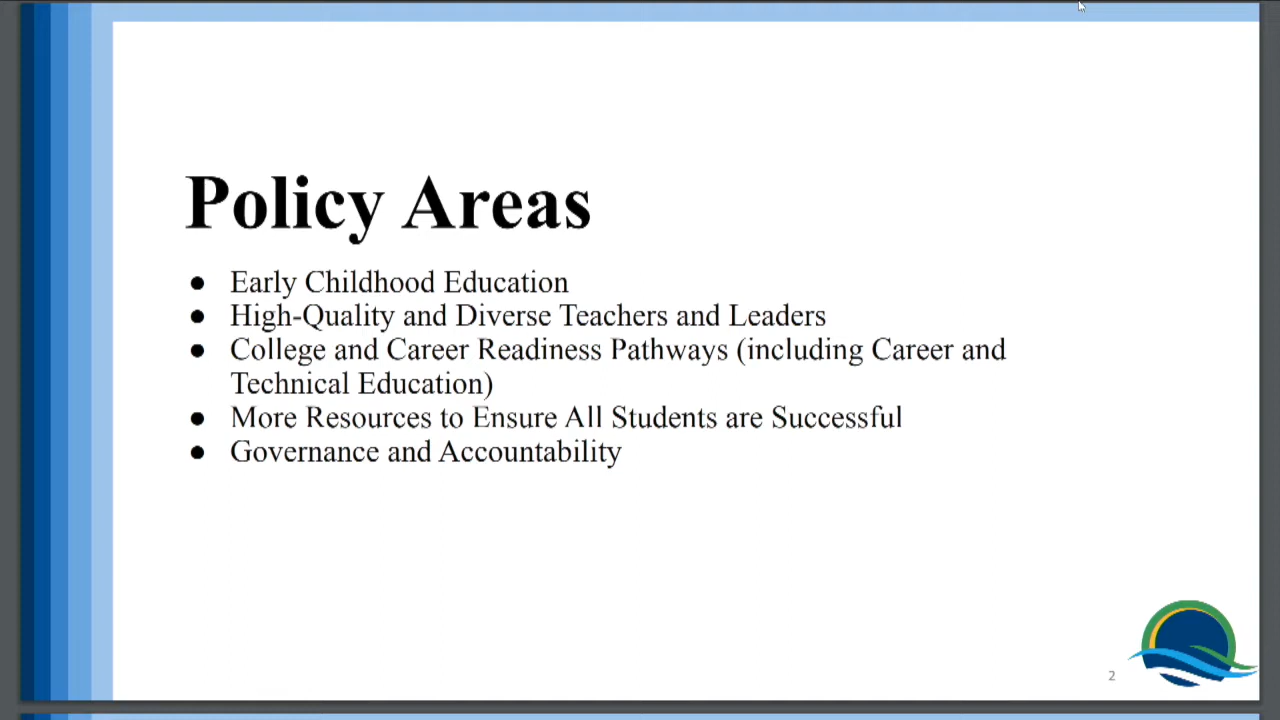 Policy Areas
● Early Childhood Education
● High-Quality and Diverse Teachers and Leaders
● College and Career Readiness Pathways (including Career and
Technical Education)
● More Resources to Ensure All Students are Successful
● Governance and Accountability
2